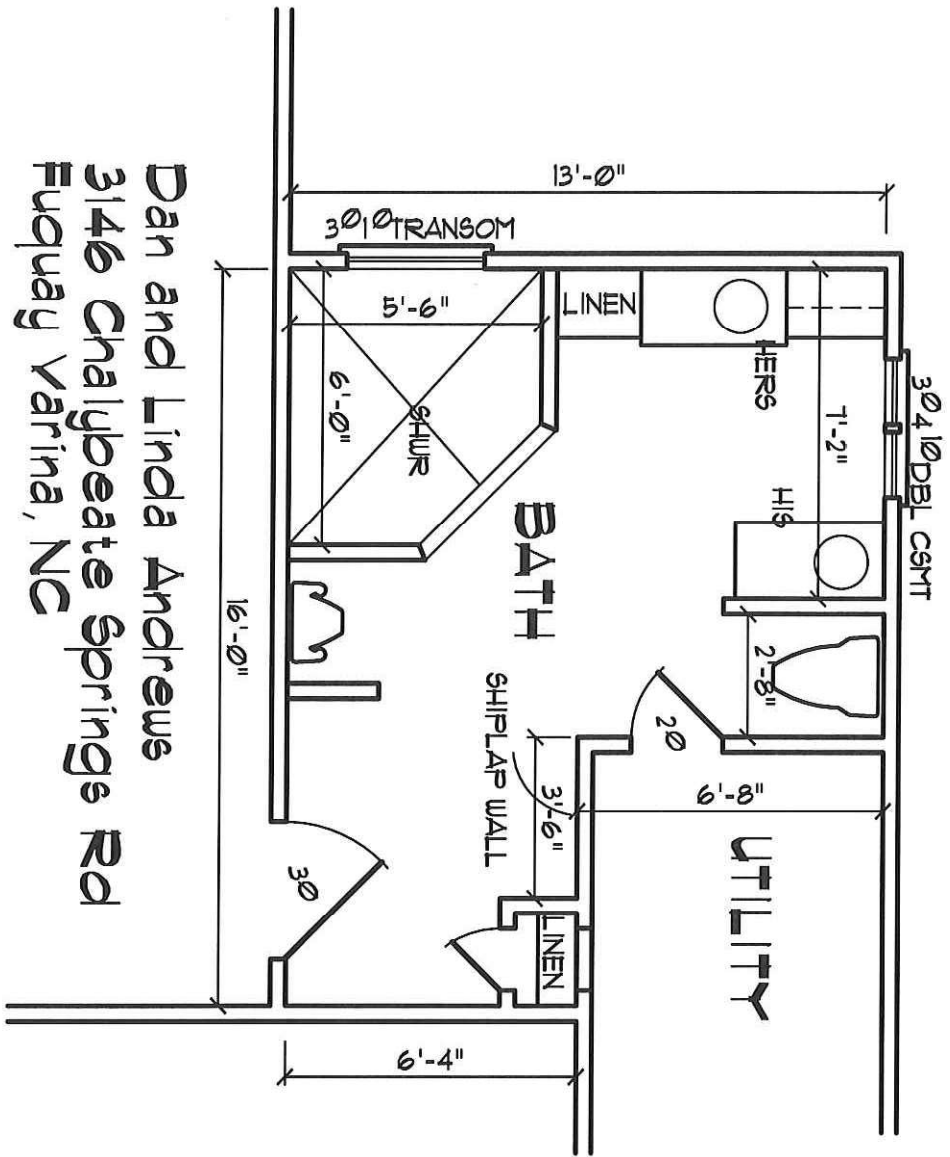 13'-0"
3010 TRANSOM
LINEN
HERS
5'-6"
6'-0"
SHWR
7'-2"
3040 DBL CSMT
HIS
BATH
2'-8"
20
SHIPLAP WALL
3'-6"
6'-8"
UTILITY
16'-0"
30
LINEN
6'-4"
Dan and Linda Andrews
3146 Chalybeate Springs Rd
Fuquay Varina, NC